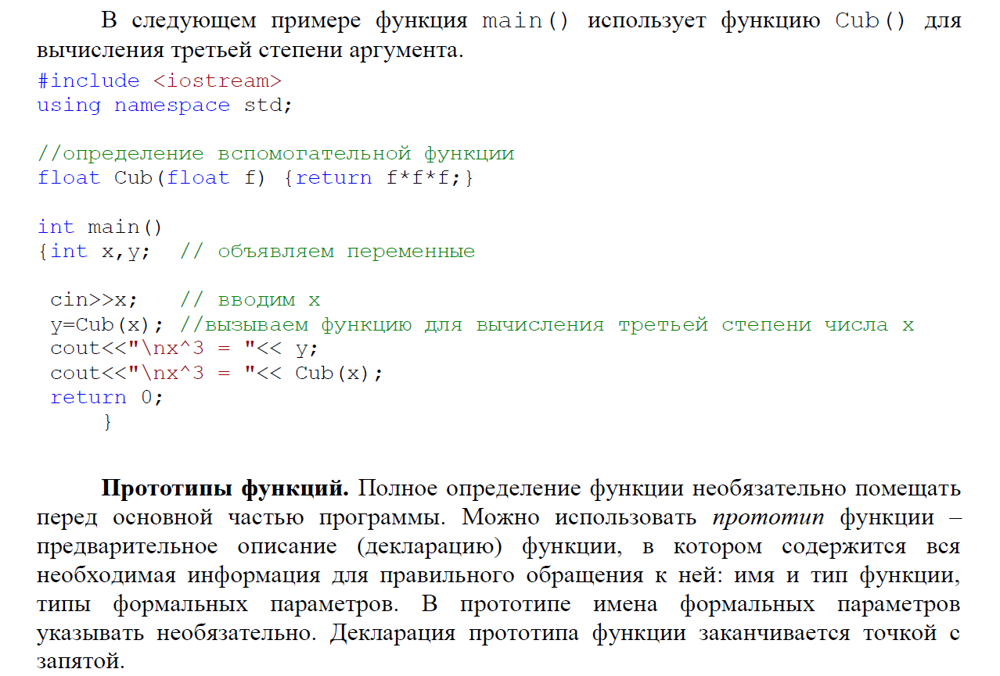 В следующем примере функция main() использует функцию Cub() для
вычисления третьей степени аргумента.
#include <iostream>
using namespace std;
//определение вспомогательной функции
float Cub(float f) {return f*f*f;}
int main()
{int x,y;  // объявляем переменные
cin>>x;   // вводим x
y=Cub(x); //вызываем функцию для вычисления третьей степени числа x
cout<<"\nx^3 = "<< y;
cout<<"\nx^3 = "<< Cub(x);
return 0;
}
Прототипы функций. Полное определение функции необязательно помещать
перед основной частью программы. Можно использовать прототип функции –
предварительное описание (декларацию) функции, в котором содержится вся
необходимая информация для правильного обращения к ней: имя и тип функции,
типы формальных параметров. В прототипе имена формальных параметров
указывать необязательно. Декларация прототипа функции заканчивается точкой с
запятой.